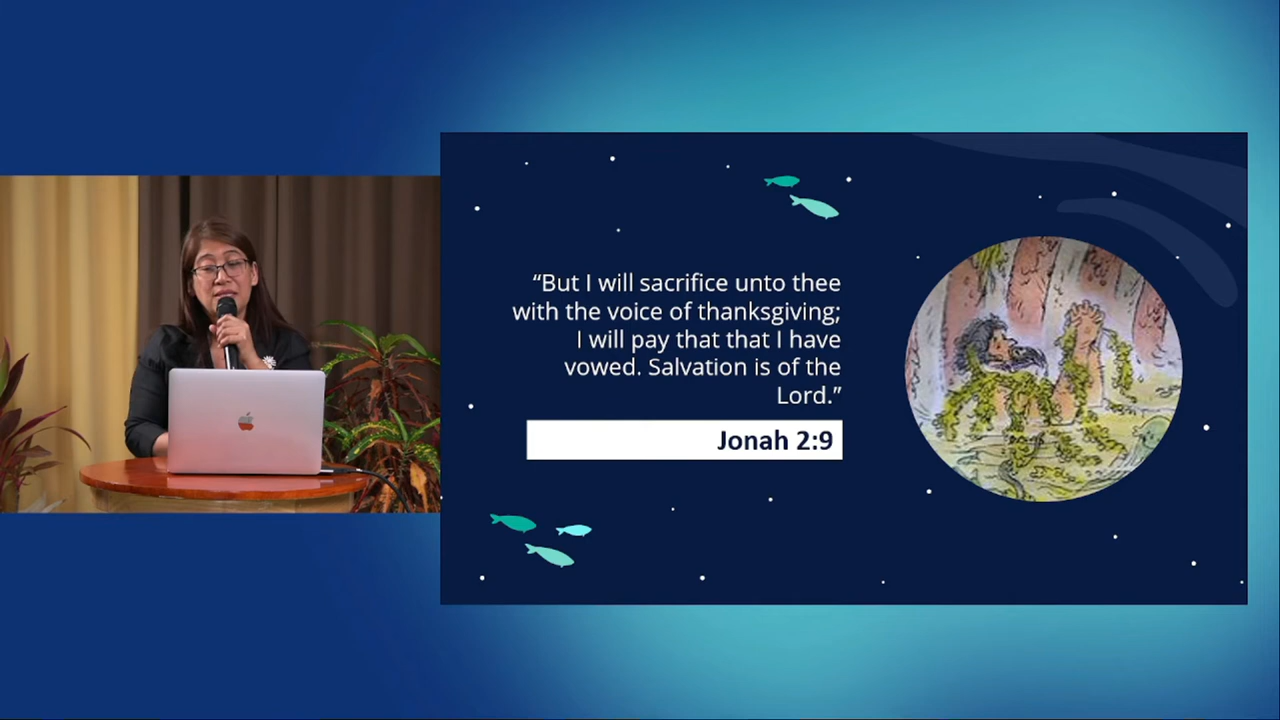 “But I will sacrifice unto thee
with the voice of thanksgiving;
I will pay that that I have
vowed. Salvation is of the
Lord.”
Jonah 2:9